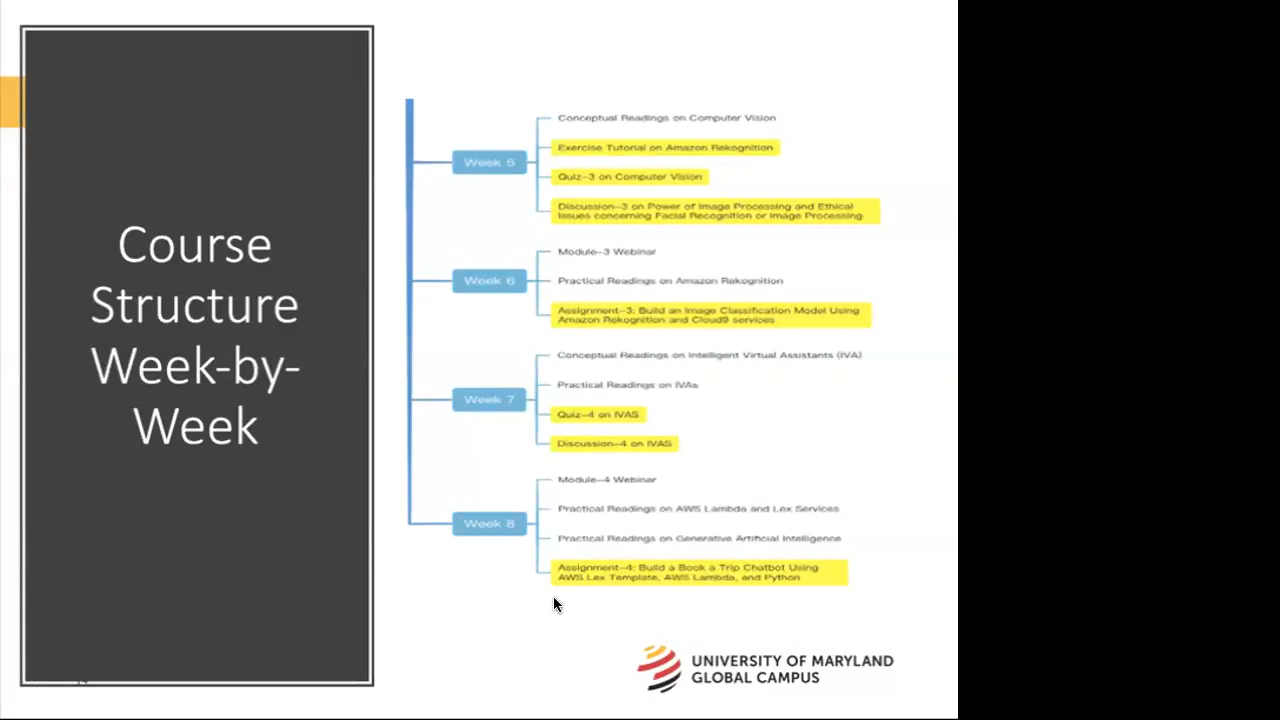 Course
Structure
Week-by-
Week
Week 5
Conceptual Readings on Computer Vision
Exercise Tutorial on Amazon Rekognition
Quiz-3 on Computer Vision
Discussion-3 on Power of Image Processing and Ethical
Issues concerning Facial Recognition or Image Processing
Week 6
Module-3 Webinar
Practical Readings on Amazon Rekognition
Assignment-3: Build an Image Classification Model Using
Amazon Rekognition and Cloud9 services
Week 7
Conceptual Readings on Intelligent Virtual Assistants (IVA)
Practical Readings on IVAs
Quiz-4 on IVAS
Discussion-4 on IVAS
Week 8
Module-4 Webinar
Practical Readings on AWS Lambda and Lex Services
Practical Readings on Generative Artificial Intelligence
Assignment-4: Build a Book a Trip Chatbot Using
AWS Lex Template, AWS Lambda, and Python
UNIVERSITY OF MARYLAND
GLOBAL CAMPUS